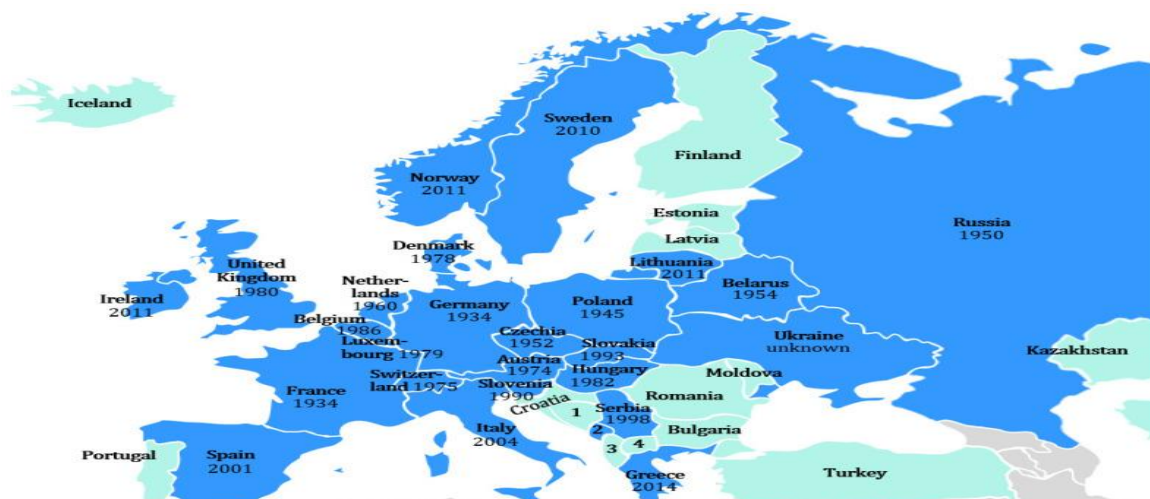 Iceland
Sweden
2010
Finland
Norway
2011
Estonia
Russia
1950
Latvia
Denmark
1978
Lithuania
2011
United
Kingdom
1980
Nether-
lands
1960
Belarus
1954
Ireland
2011
Germany
1934
Poland
1945
Belgium
1986
Czechia
1952
Ukraine
unknown
Luxem-
bourg 1979
Slovakia
1993
Kazakhstan
Austria
1974
Switzer-
land 1975
Hungary
1982
Moldova
Slovenia
1990
France
1934
Croatia
Romania
1
Serbia
1998
Italy
2004
2
Bulgaria
3
4
Portugal
Spain
2001
Greece
2014
Turkey